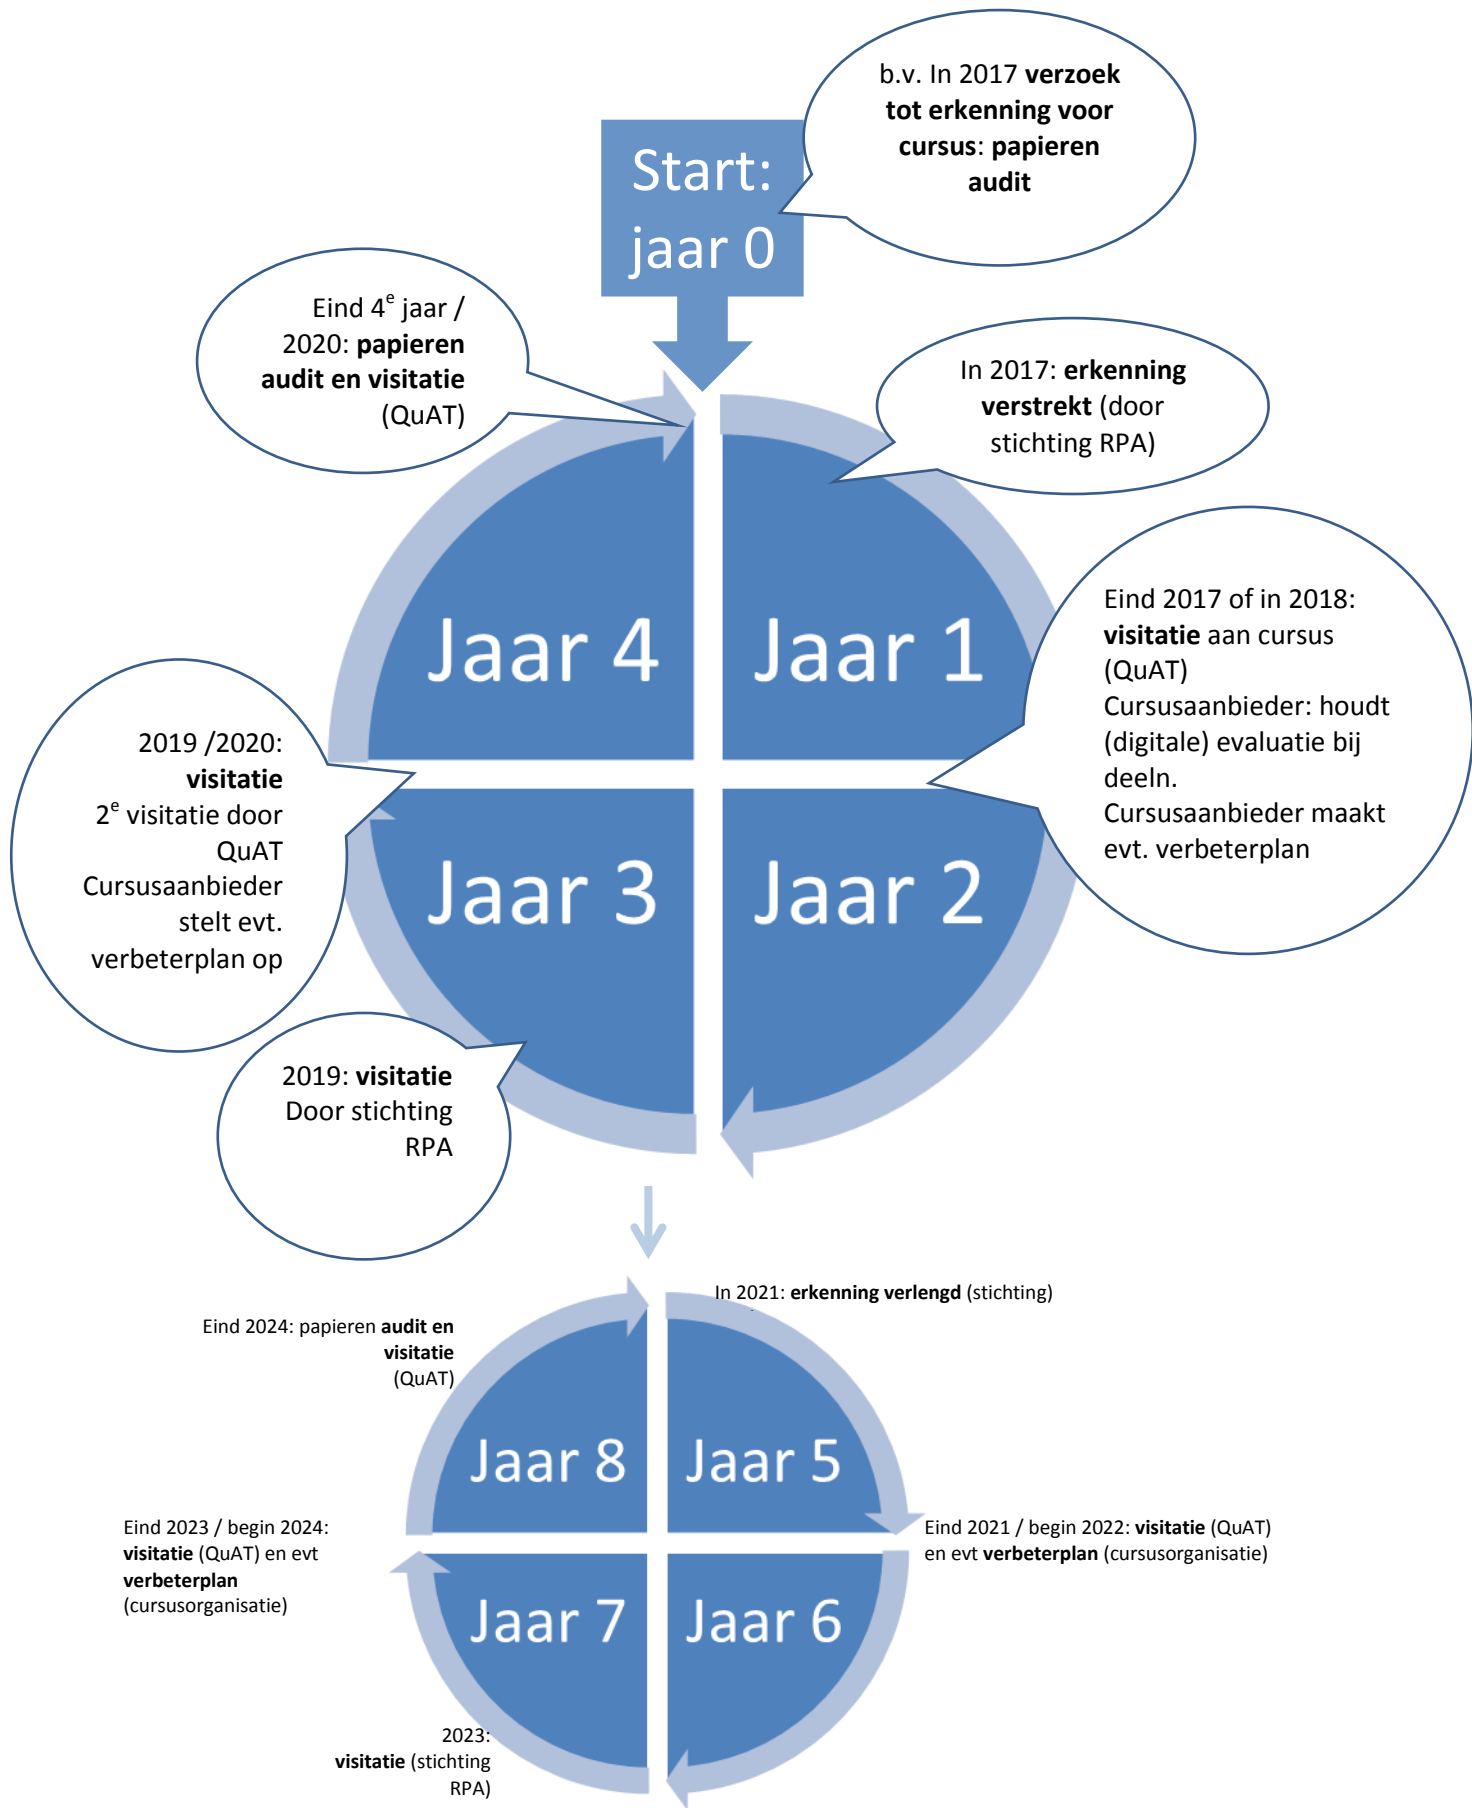 b.v. In 2017 verzoek
tot erkenning voor
cursus: papieren
audit
Start:
jaar 0
Eind 4e jaar /
2020: papieren
audit en visitatie
(QuAT)
In 2017: erkenning
verstrekt (door
stichting RPA)
Jaar 4
Jaar 1
Eind 2017 of in 2018:
visitatie aan cursus
(QuAT)
Cursusaanbieder: houdt
(digitale) evaluatie bij
deeln.
Cursusaanbieder maakt
evt. verbeterplan
2019 /2020:
visitatie
2e visitatie door
QuAT
Cursusaanbieder
stelt evt.
verbeterplan op
Jaar 3
Jaar 2
2019: visitatie
Door stichting
RPA
In 2021: erkenning verlengd (stichting)
Eind 2024: papieren audit en
visitatie
(QuAT)
Jaar 8
Jaar 5
Eind 2023 / begin 2024:
visitatie (QuAT) en evt
verbeterplan
(cursusorganisatie)
Eind 2021 / begin 2022: visitatie (QuAT)
en evt verbeterplan (cursusorganisatie)
Jaar 7
Jaar 6
2023:
visitatie (stichting
RPA)